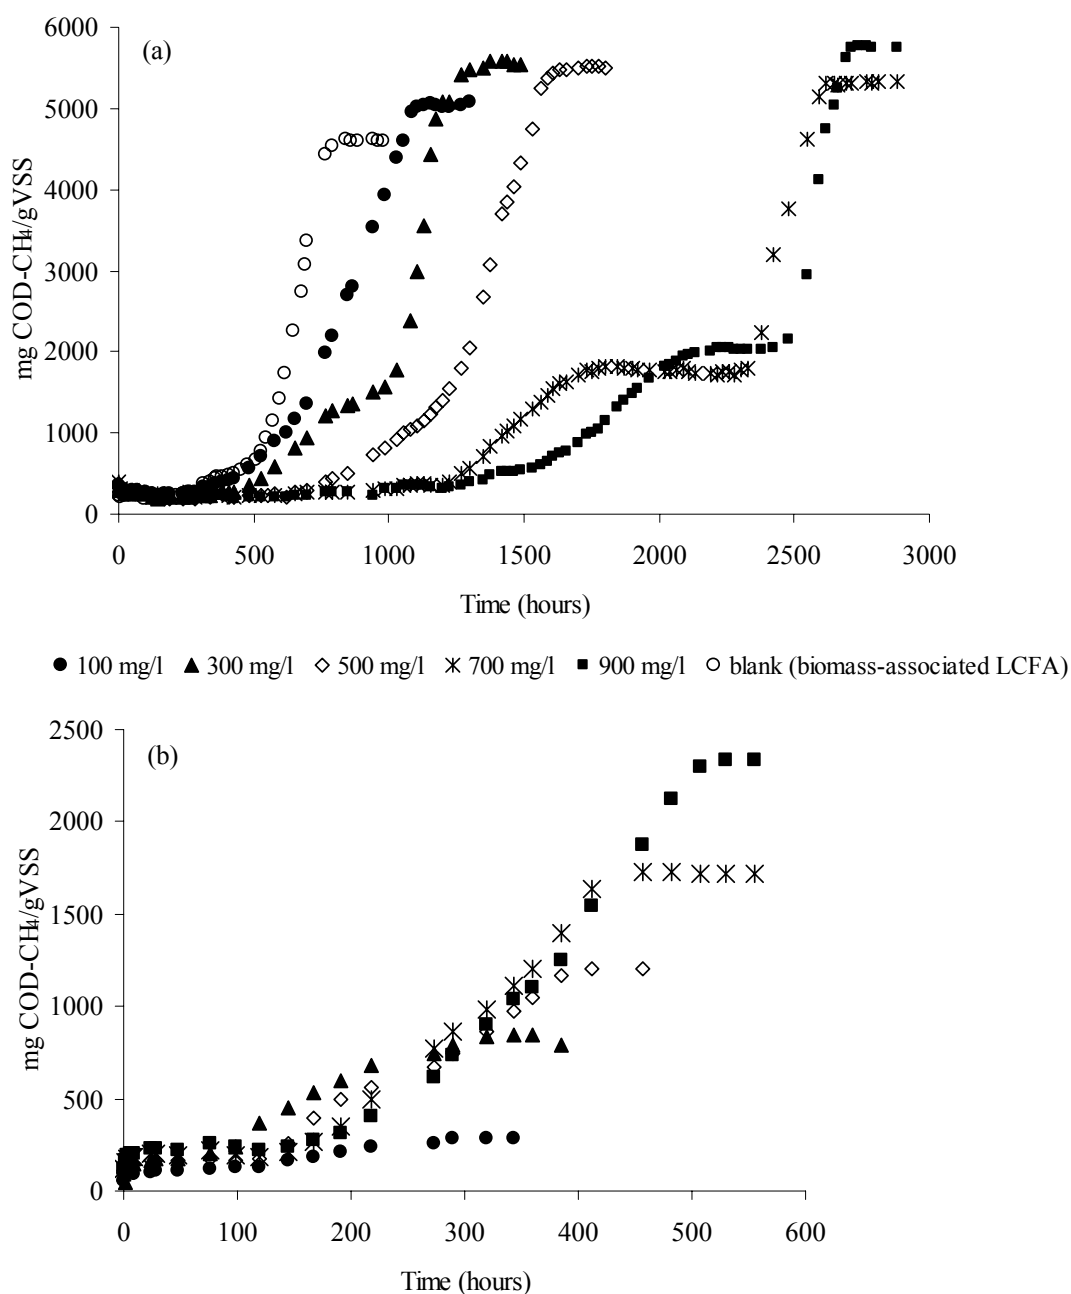 6000
(a)
5000
4000
3000
2000
1000
0
mg COD-CH4/gVSS
0 500 1000 1500 2000 2500 3000
Time (hours)
100 mg/l 300 mg/l 500 mg/l 700 mg/l 900 mg/l blank (biomass-associated LCFA)
2500
(b)
2000
1500
1000
500
0
mg COD-CH4/gVSS
0 100 200 300 400 500 600
Time (hours)